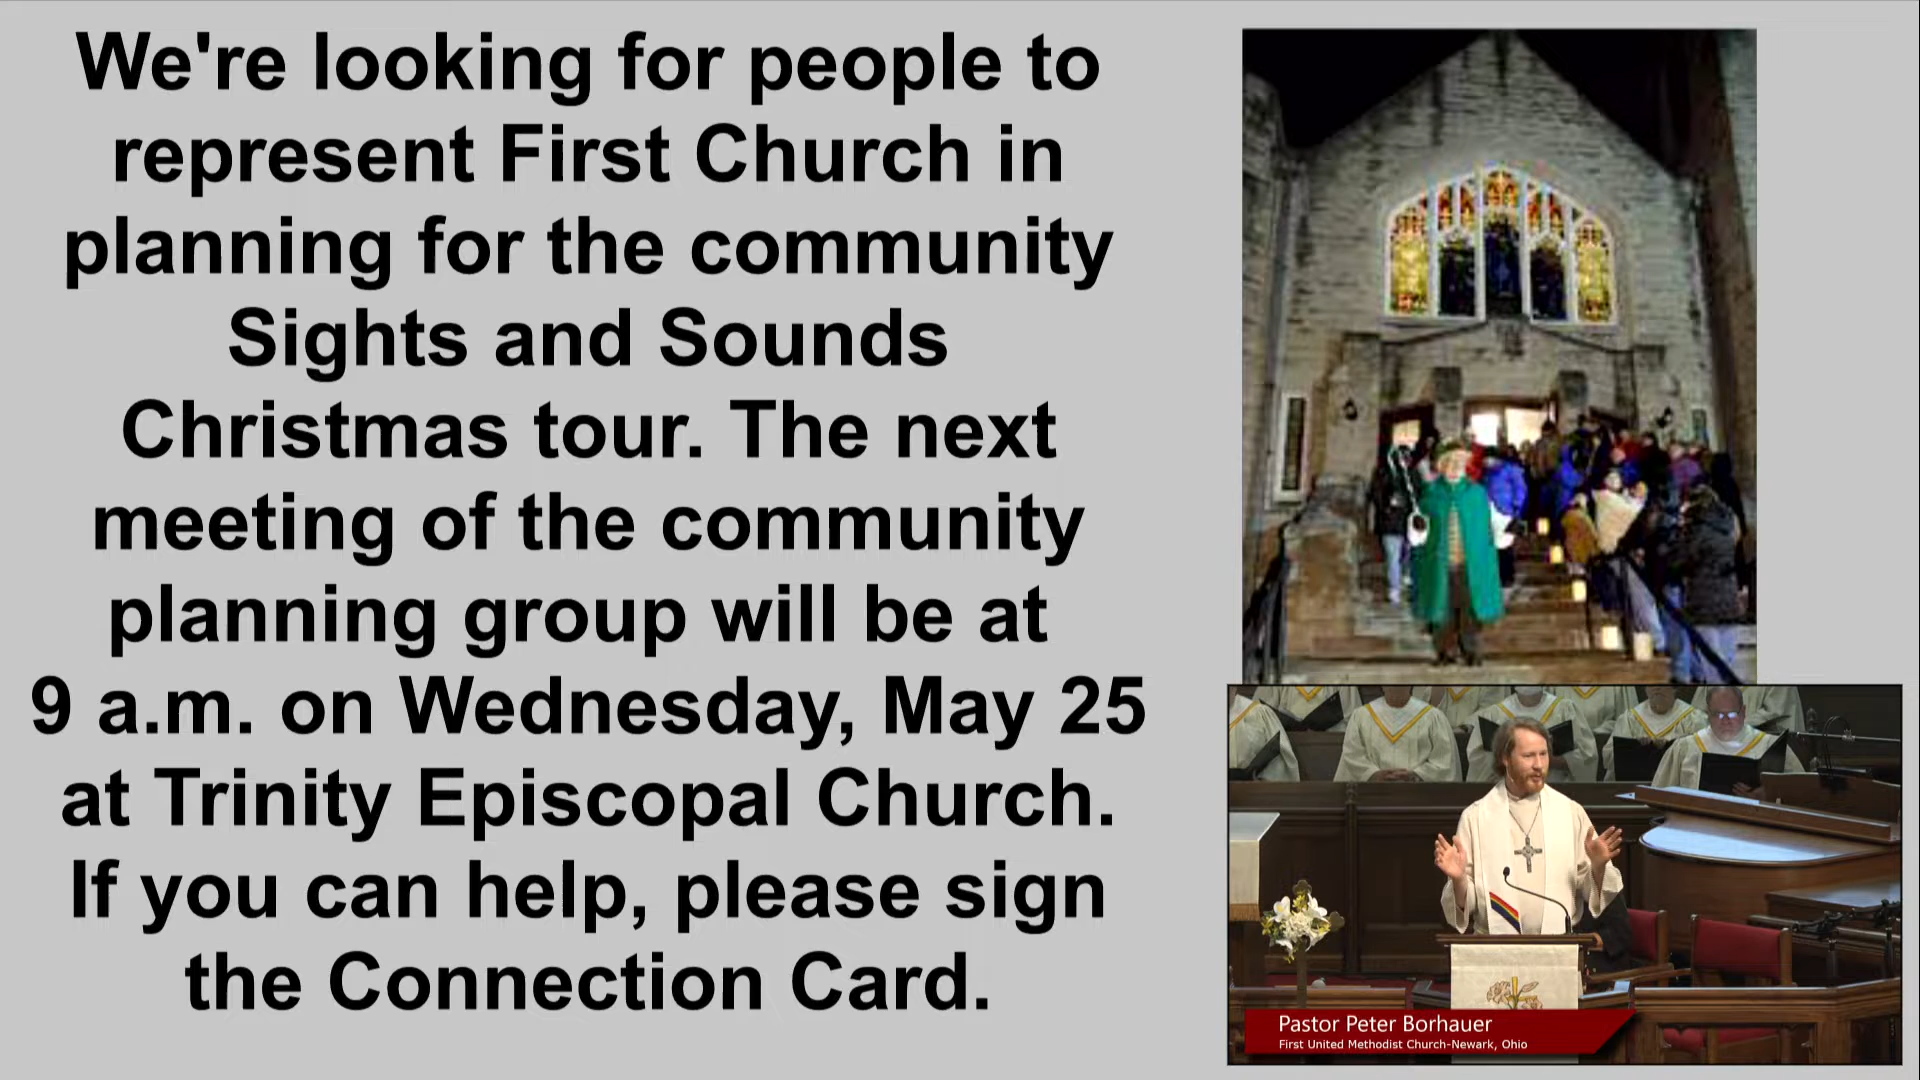 We're looking for people to
represent First Church in
planning for the community
Sights and Sounds
Christmas tour. The next
meeting of the community
planning group will be at
9 a.m. on Wednesday, May 25
at Trinity Episcopal Church.
If you can help, please sign
the Connection Card.
Pastor Peter Borhauer
First United Methodist Church-Newark, Ohio